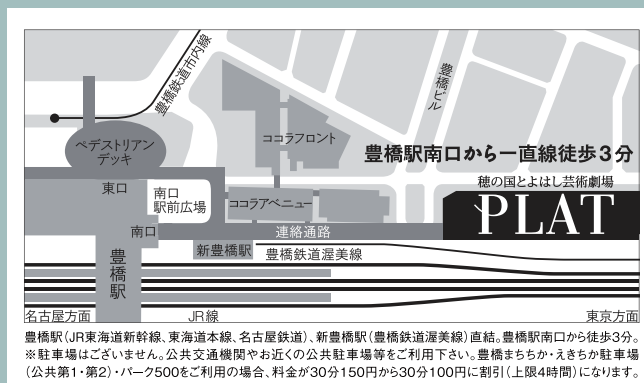 豊橋鉄道市内線
豊橋ビル
ペデストリアン
デッキ
ココラフロント
豊橋駅南口から一直線徒歩3分
穂の国とよはし芸術劇場
PLAT
東口
南口
駅前広場
ココラアベニュー
南口
連絡通路
新豊橋駅
豊橋鉄道渥美線
豊橋駅
名古屋方面
JR線
東京方面
豊橋駅(JR東海道新幹線、東海道本線、名古屋鉄道)、新豊橋駅(豊橋鉄道渥美線)直結。豊橋駅南口から徒歩3分。
※駐車場はございません。公共交通機関やお近くの公共駐車場等をご利用下さい。豊橋まちちか・えきちか駐車場
(公共第1・第2)・パーク500をご利用の場合、料金が30分150円から30分100円に割引(上限4時間)になります。